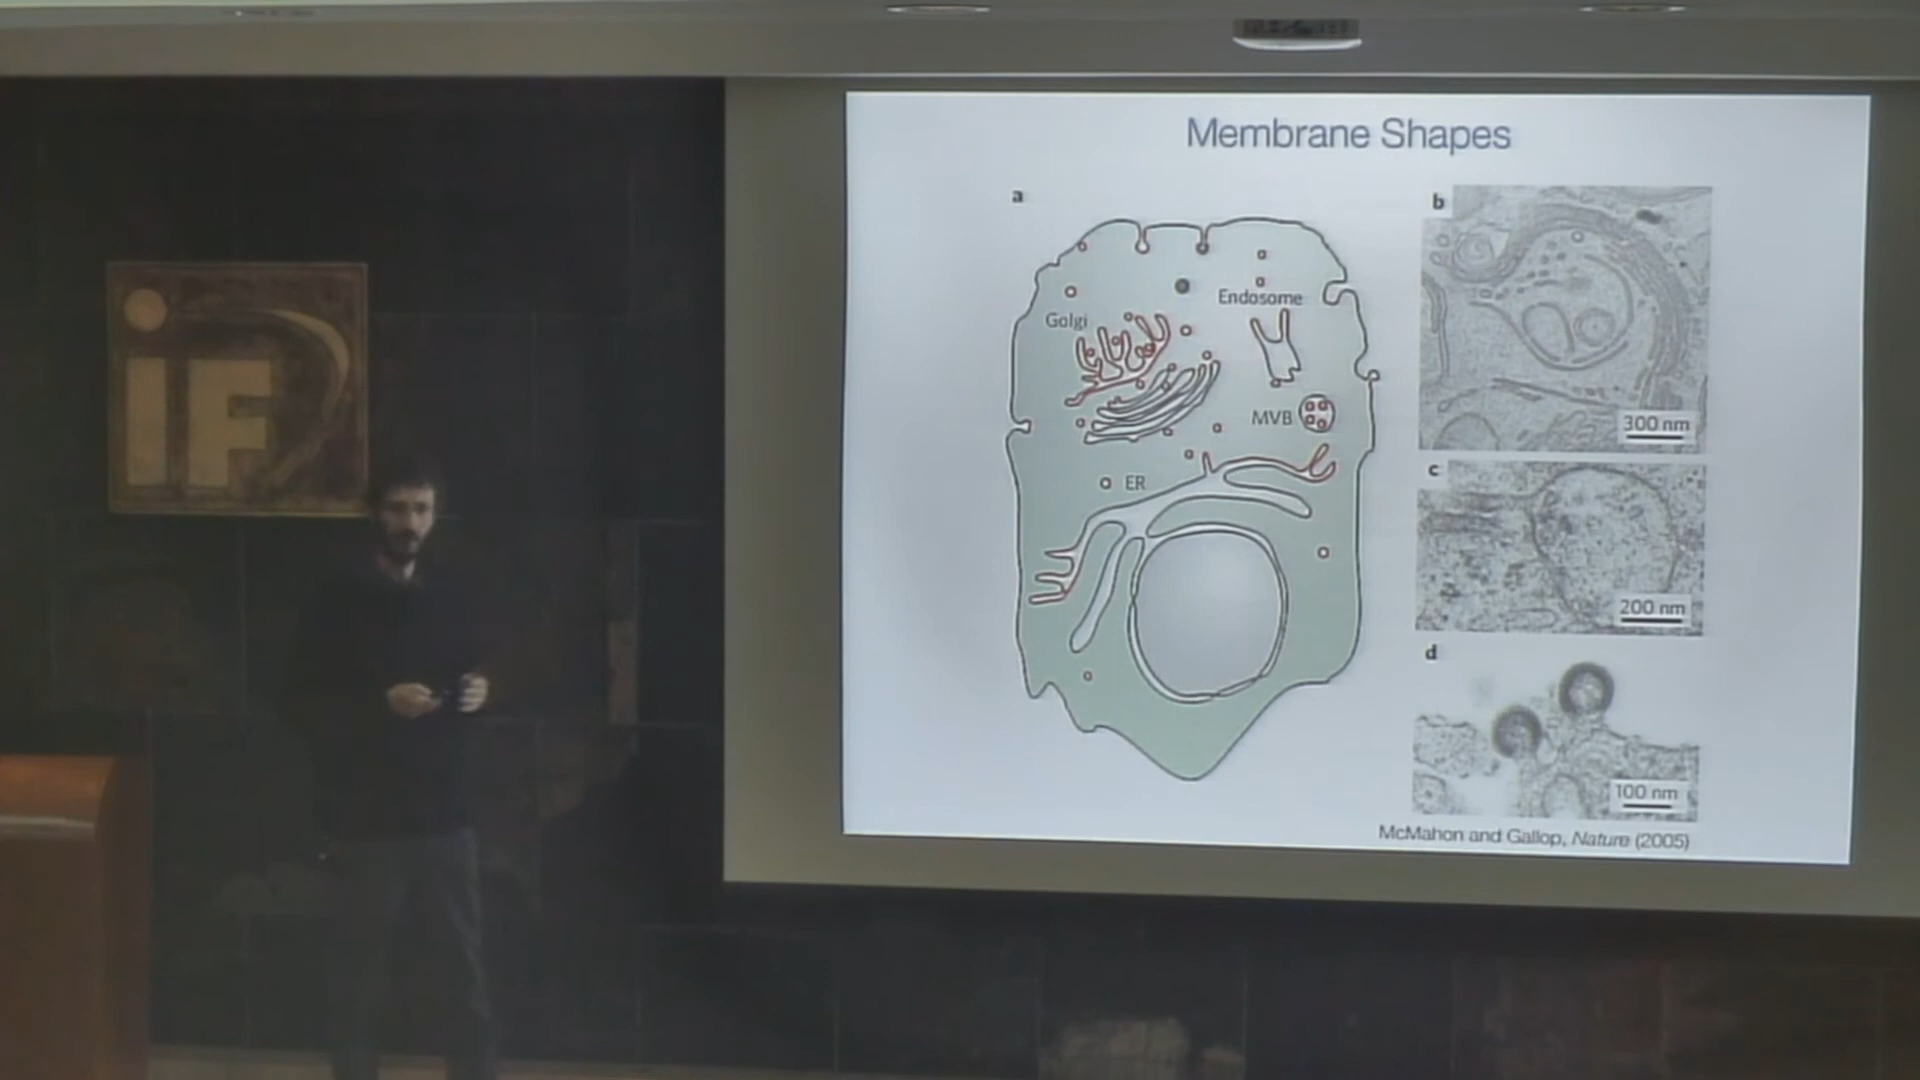 Membrane Shapes
a
Endosome
Golgi
MVB
ER
b
300 nm
c
200 nm
d
100 nm
McMahon and Gallop, Nature (2005)
iF